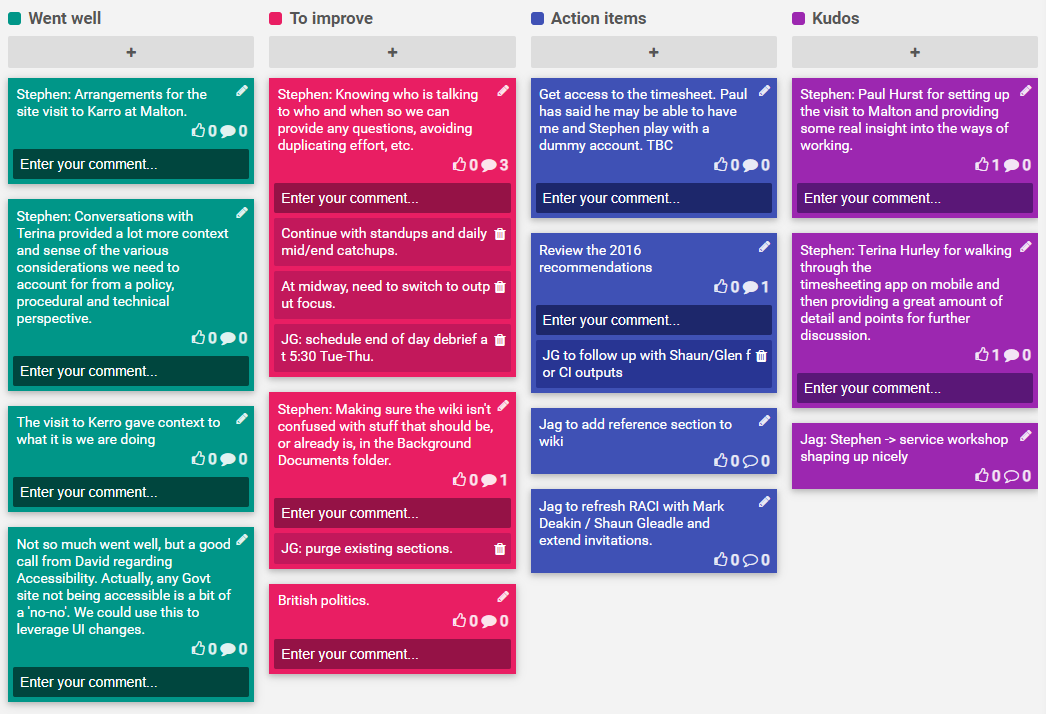 Went well
+
Stephen: Arrangements for the
site visit to Karro at Malton.
0 0
Enter your comment...
Stephen: Conversations with
Terina provided a lot more context
and sense of the various
considerations we need to
account for from a policy,
procedural and technical
perspective.
0 0
Enter your comment...
The visit to Kerro gave context to
what it is we are doing
0 0
Enter your comment...
Not so much went well, but a good
call from David regarding
Accessibility. Actually, any Govt
site not being accessible is a bit of
a 'no-no'. We could use this to
leverage UI changes.
0 0
Enter your comment...
To improve
+
Stephen: Knowing who is talking
to who and when so we can
provide any questions, avoiding
duplicating effort, etc.
0 3
Enter your comment...
Continue with standups and daily
mid/end catchups.
At midway, need to switch to outp
ut focus.
JG: schedule end of day debrief a
t 5:30 Tue-Thu.
Stephen: Making sure the wiki isn't
confused with stuff that should be,
or already is, in the Background
Documents folder.
0 1
Enter your comment...
JG: purge existing sections.
British politics.
0 0
Enter your comment...
Action items
+
Get access to the timesheet. Paul
has said he may be able to have
me and Stephen play with a
dummy account. TBC
0 0
Enter your comment...
Review the 2016
recommendations
0 1
Enter your comment...
JG to follow up with Shaun/Glen f
or CI outputs
Jag to add reference section to
wiki
0 0
Jag to refresh RACI with Mark
Deakin / Shaun Gleadle and
extend invitations.
0 0
Kudos
+
Stephen: Paul Hurst for setting up
the visit to Malton and providing
some real insight into the ways of
working.
1 0
Enter your comment...
Stephen: Terina Hurley for walking
through the
timesheeting app on mobile and
then providing a great amount of
detail and points for further
discussion.
1 0
Enter your comment...
Jag: Stephen -> service workshop
shaping up nicely
0 0